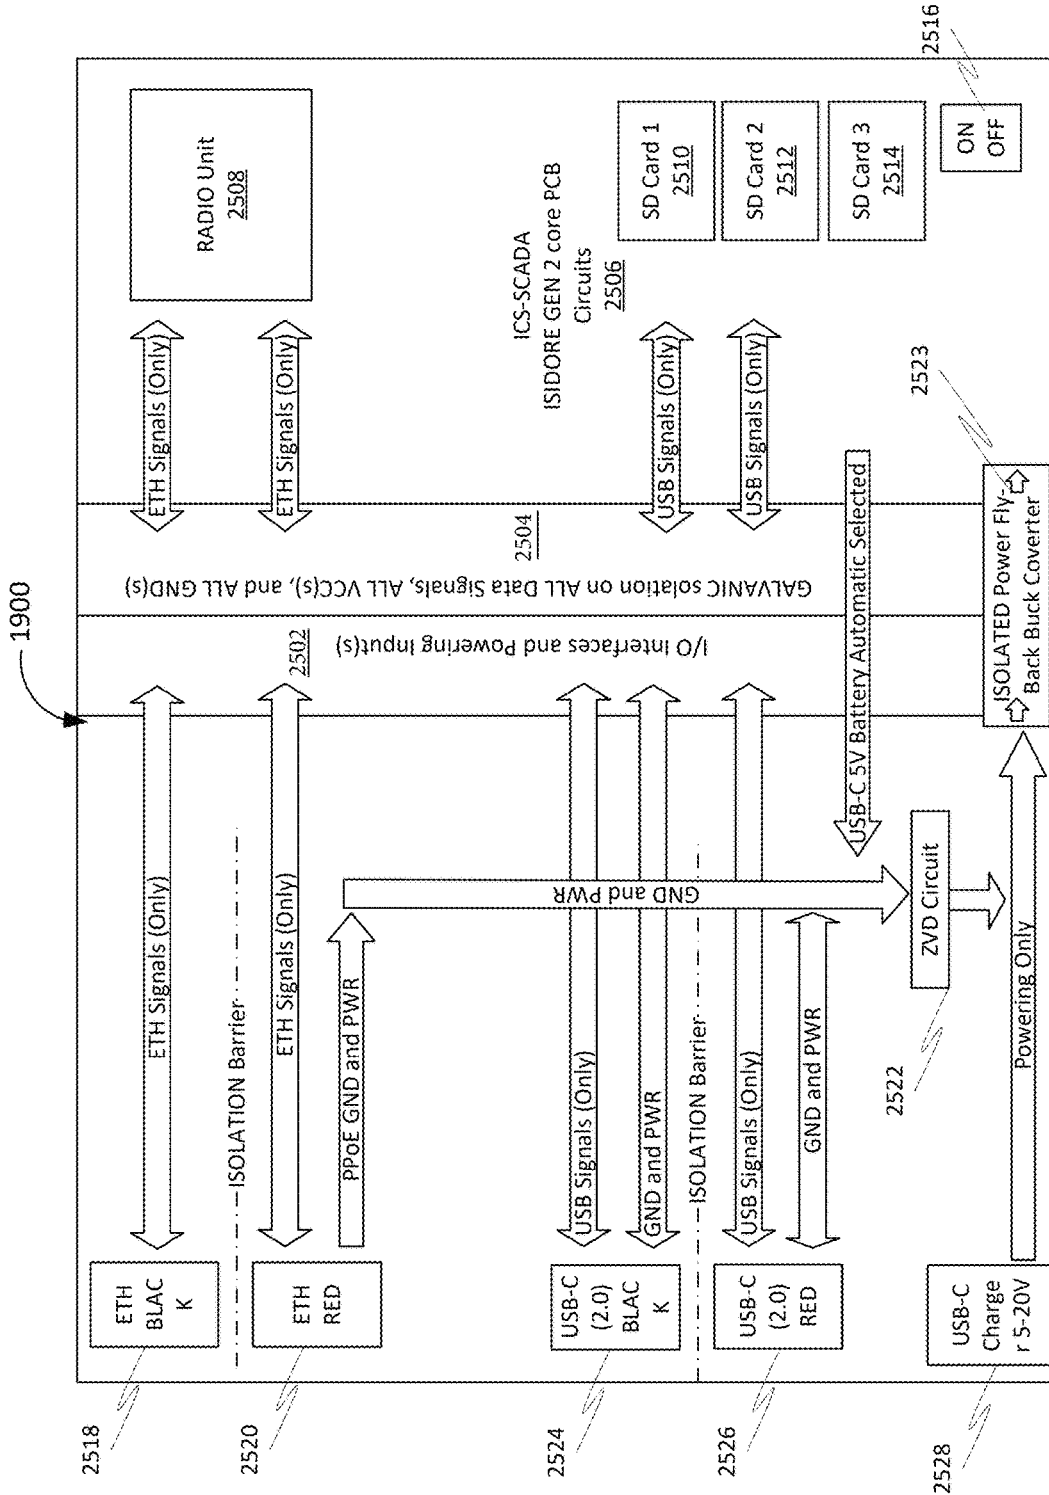 1900
2518
2520
2524
2526
2528
ETH
BLAC
K
ETH
RED
USB-C
(2.0)
BLAC
K
USB-C
(2.0)
RED
USB-C
Charge
r 5-20V
ETH Signals (Only)
ISOLATION Barrier
ETH Signals (Only)
PPoE GND and PWR
GND and PWR
USB Signals (Only)
GND and PWR
ISOLATION Barrier
USB Signals (Only)
GND and PWR
USB-C 5V Battery Automatic Selected
2522
ZVD Circuit
Powering Only
I/O Interfaces and Powering Input(s)
2502
GALVANIC Isolation on ALL Data Signals, ALL VCC(s), and ALL GND(s)
2504
ISOLATED Power Fly-
Back Buck Coverter
2523
ETH Signals (Only)
ETH Signals (Only)
USB Signals (Only)
USB Signals (Only)
ICS-SCADA
ISIDORE GEN 2 core PCB
Circuits
2506
RADIO Unit
2508
SD Card 1
2510
SD Card 2
2512
SD Card 3
2514
ON
OFF
2516